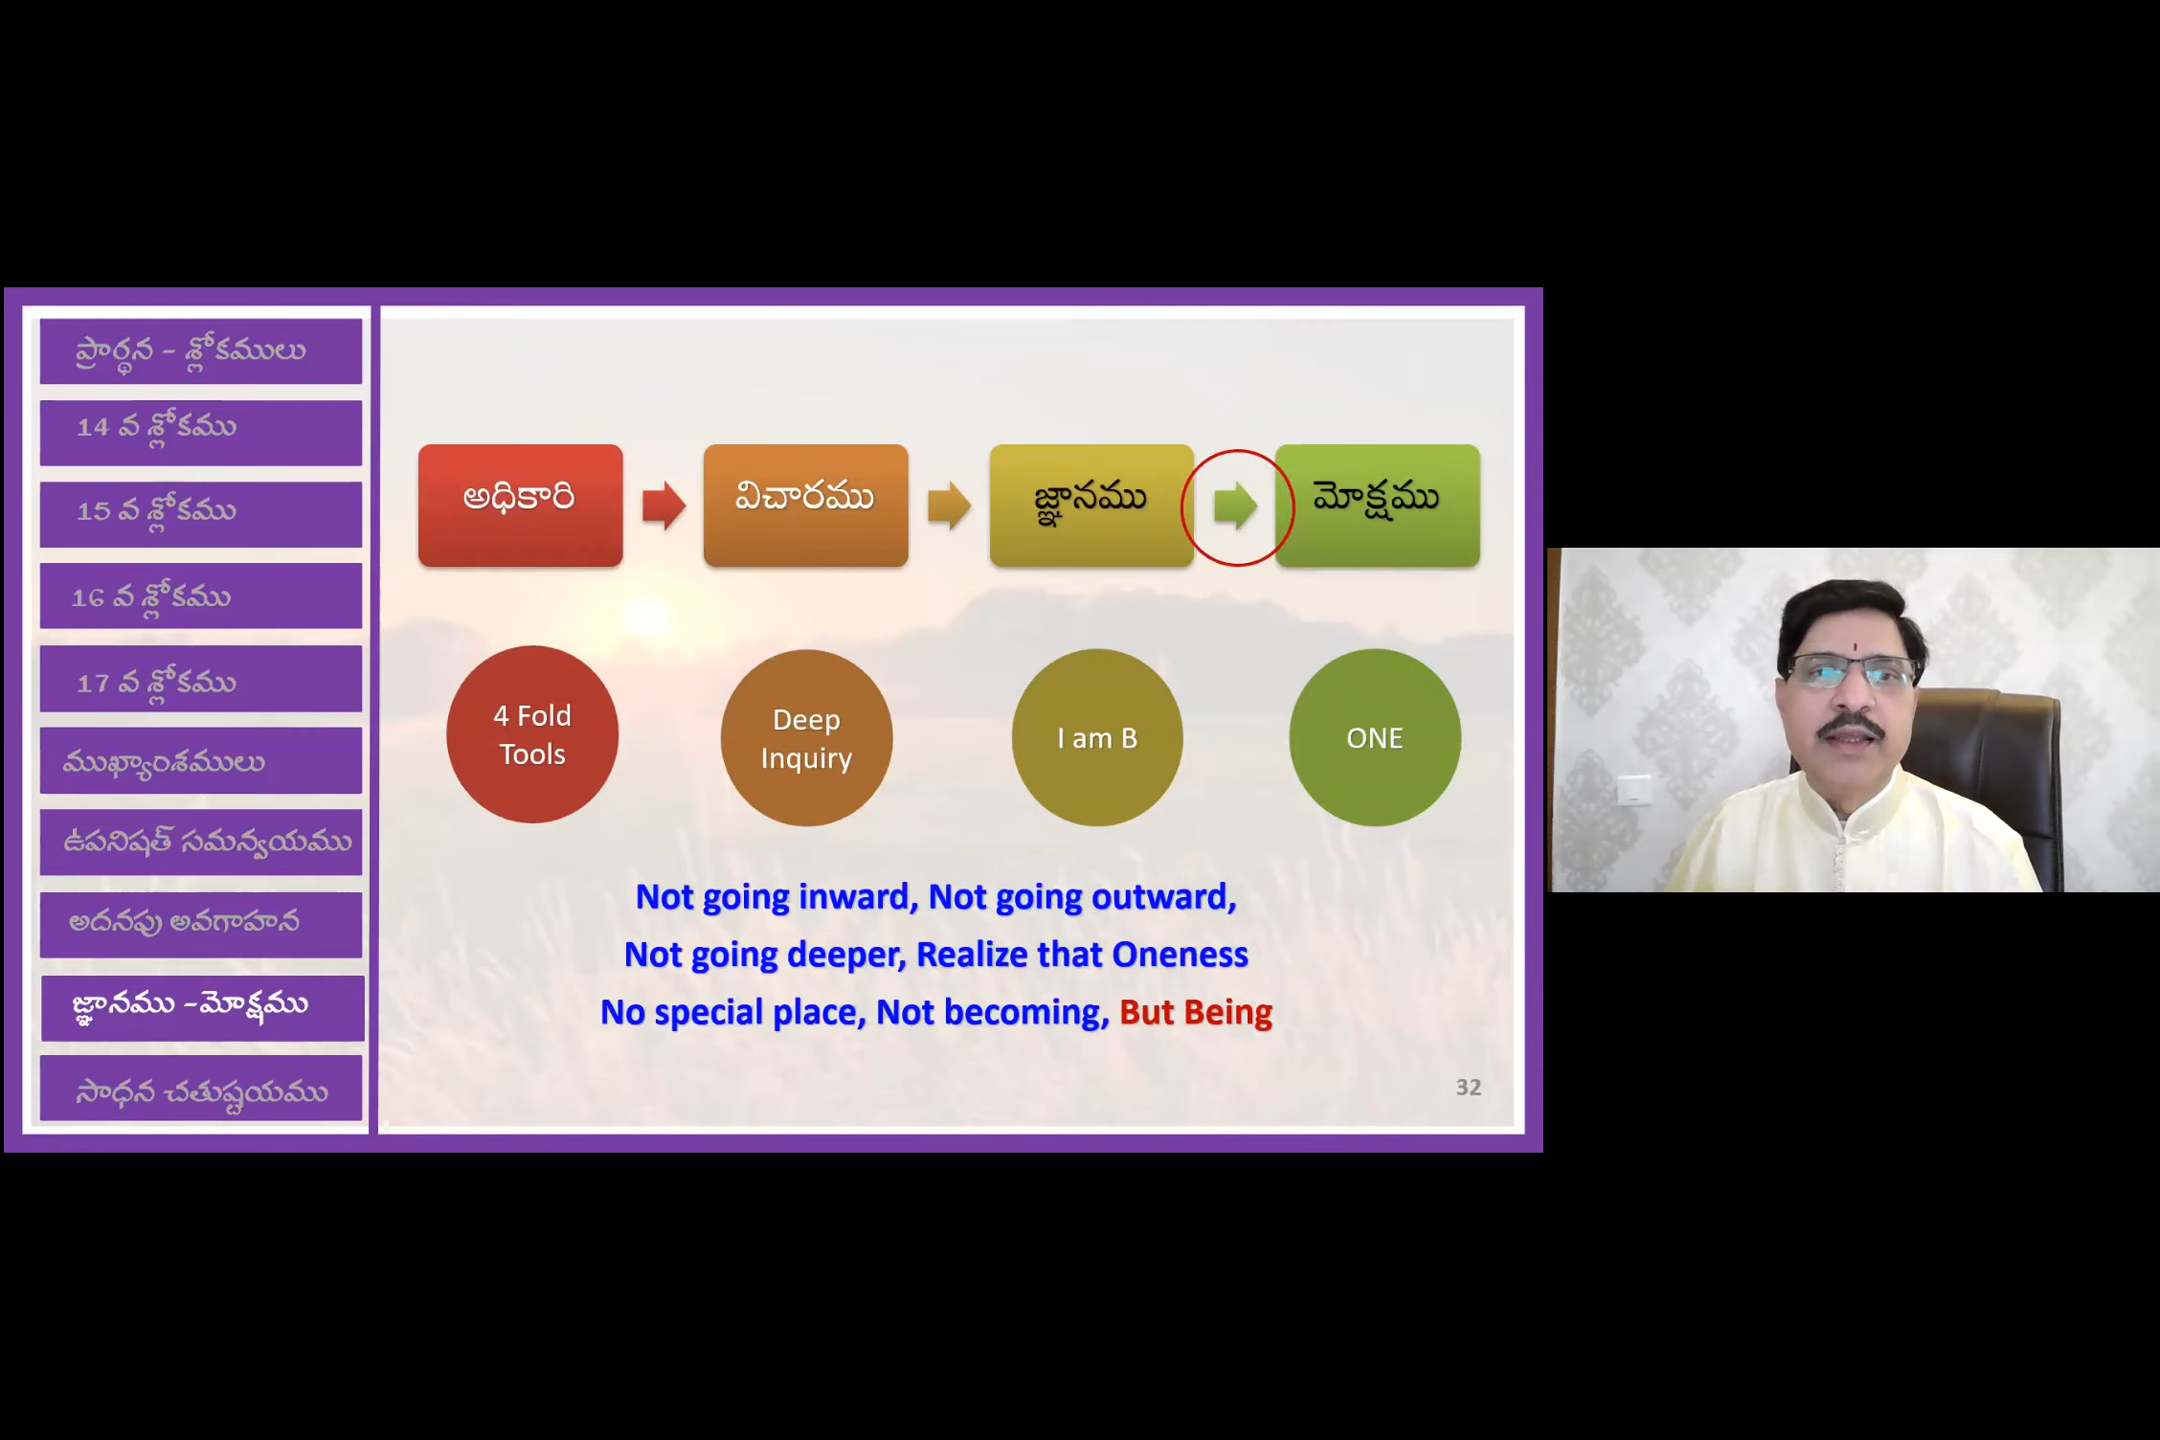 ప్రార్థన - శ్లోకములు
14 వ శ్లోకము
15 వ శ్లోకము
16 వ శ్లోకము
17 వ శ్లోకము
ముఖ్యాంశములు
ఉపనిషత్ సమన్వయము
అదనపు అవగాహన
జ్ఞానము -మోక్షము
సాధన చతుష్టయము
అధికారి
విచారము
జ్ఞానము
మోక్షము
4 Fold
Tools
Deep
Inquiry
I am B
ONE
Not going inward, Not going outward,
Not going deeper, Realize that Oneness
No special place, Not becoming, But Being
32